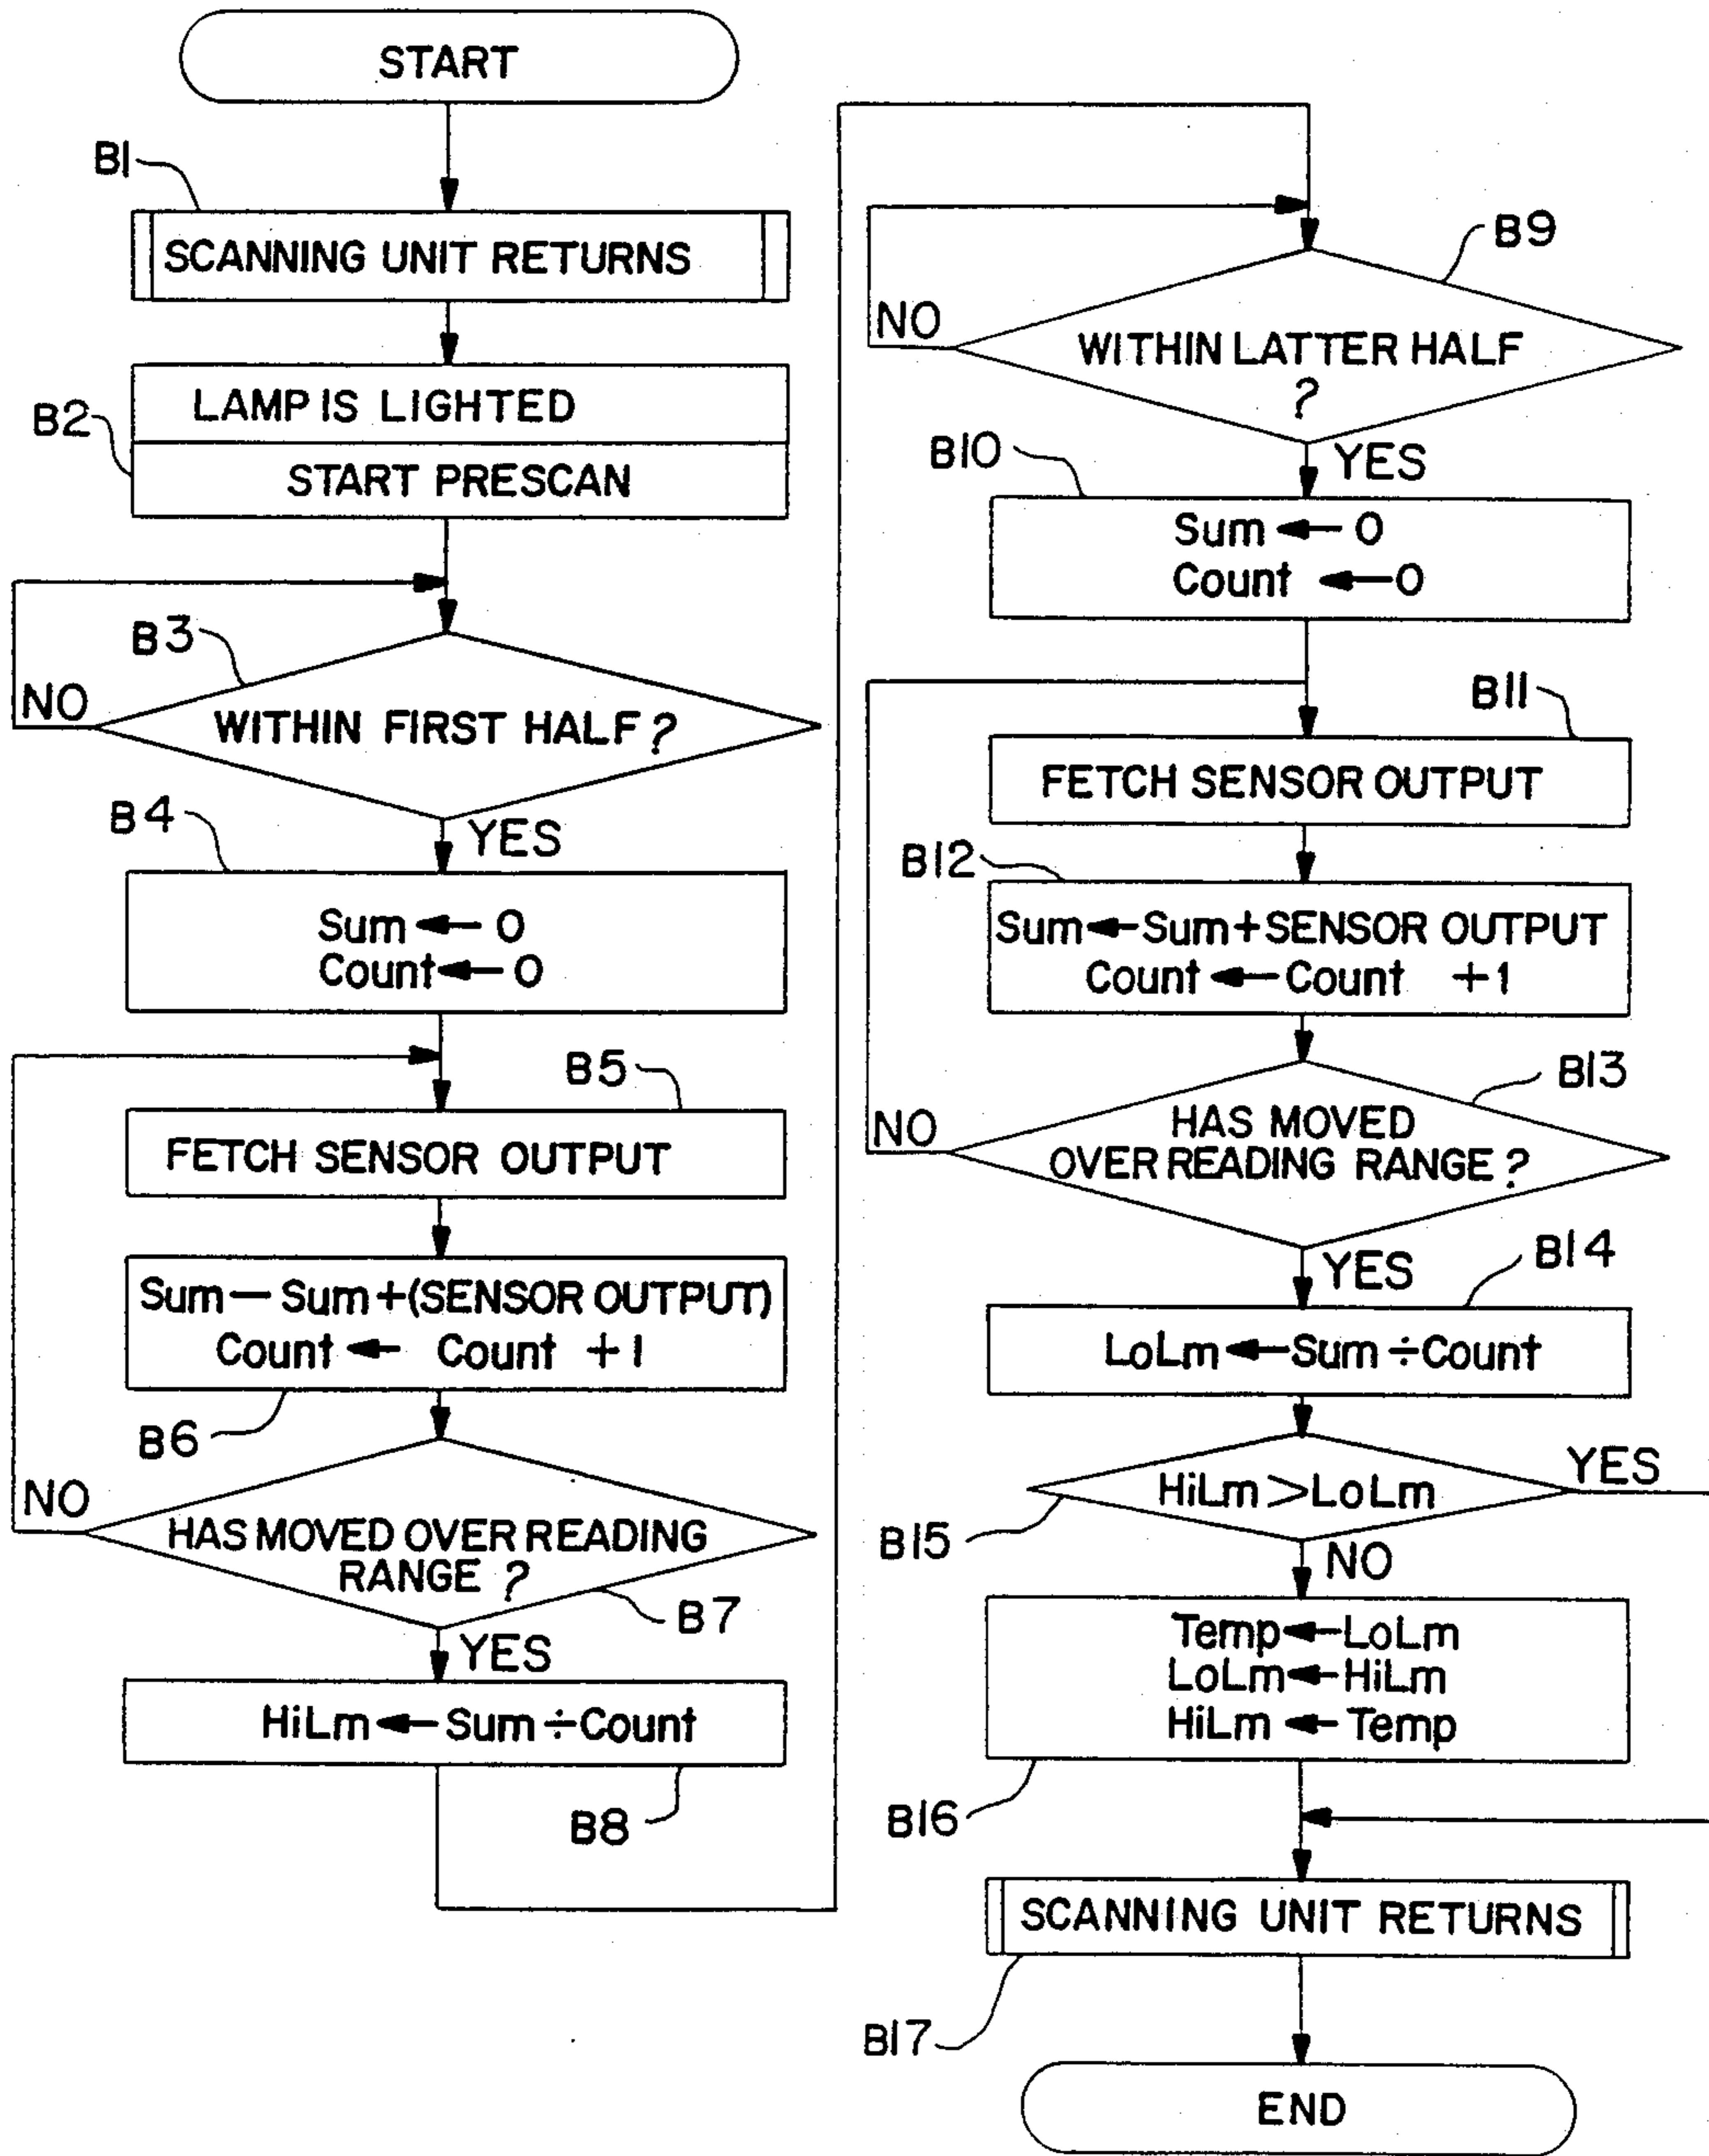 START
B1
SCANNING UNIT RETURNS
LAMP IS LIGHTED
B2
START PRESCAN
B3
NO
WITHIN FIRST HALF?
B4
YES
Sum ← 0
Count ← 0
B5
FETCH SENSOR OUTPUT
Sum — Sum + (SENSOR OUTPUT)
Count ← Count + 1
B6
NO
HAS MOVED OVER READING
RANGE ?
B7
YES
HiLm ← Sum ÷ Count
B8
B9
NO
WITHIN LATTER HALF
?
B10
YES
Sum ← 0
Count ← 0
B11
FETCH SENSOR OUTPUT
B12
Sum ← Sum + SENSOR OUTPUT
Count ← Count + 1
B13
NO
HAS MOVED
OVER READING RANGE ?
YES
B14
LoLm ← Sum ÷ Count
YES
HiLm > LoLm
B15
NO
Temp ← LoLm
LoLm ← HiLm
HiLm ← Temp
B16
SCANNING UNIT RETURNS
B17
END